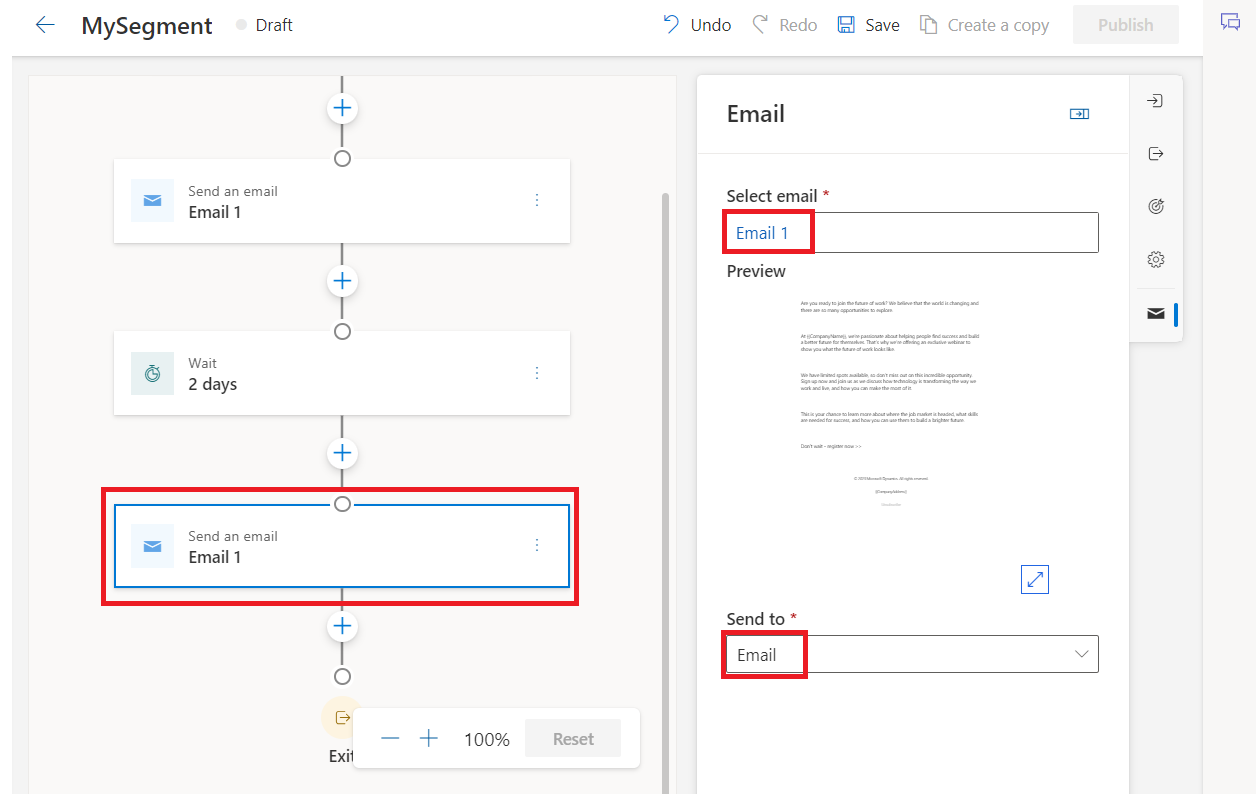 MySegment
Draft
Undo
Redo
Save
Create a copy
Publish
Send an email
Email 1
Wait
2 days
Send an email
Email 1
Exit
100%
Reset
Email
Select email *
Email 1
Preview
Are you ready to join the future of work? We believe that the world is changing and
there are so many opportunities to explore.
At {{CompanyName}}, we're passionate about helping people find success and build
a better future for themselves. That's why we're offering an exclusive webinar to
show you what the future of work looks like.
We have limited spots available, so don't miss out on this incredible opportunity.
Sign up now and join us as we discuss how technology is transforming the way we
work and live, and how you can make the most of it.
This is your chance to learn more about where the job market is headed, what skills
are needed for success, and how you can use them to build a brighter future
Don't wait – register now >>
Microsoft Dynamics. All rights reserved.
Send to *
Email